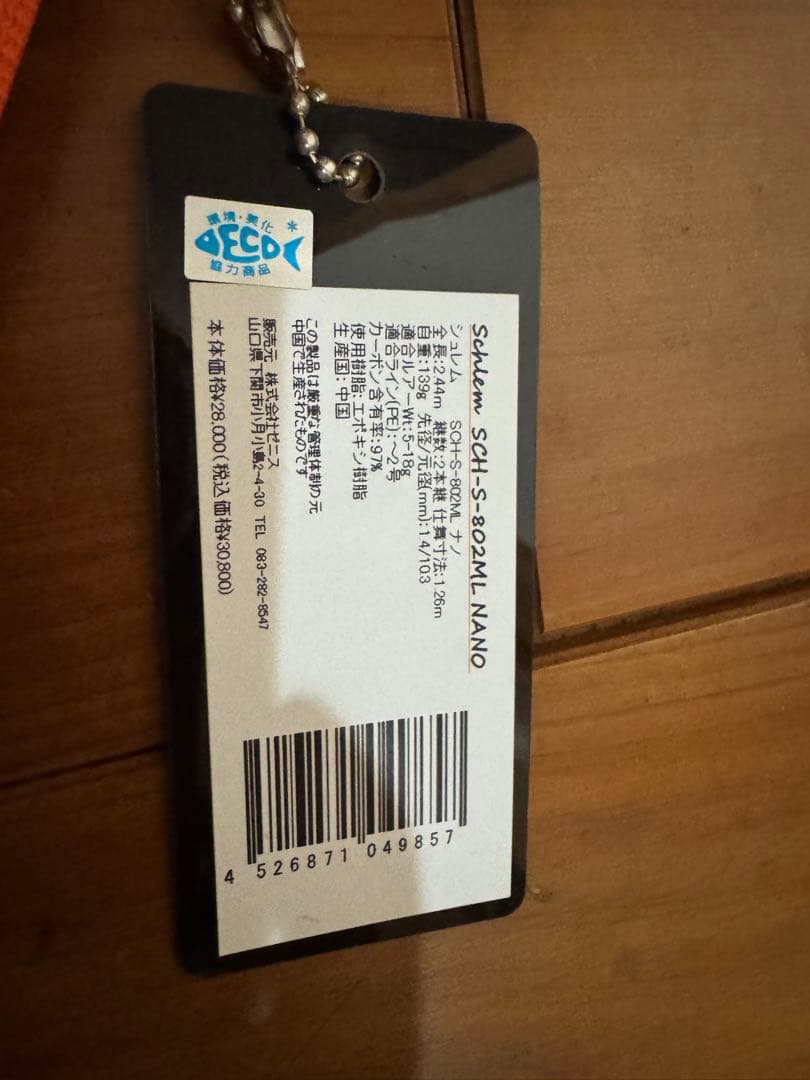 環境・美化
DECO
協力商品
Schlem SCH-S-802ML NANO
シュレム SCH-S-802ML ナノ
全長:2.44m 継数:2本継 仕舞寸法:1.26m
自重:139g 先径/元径(mm):1.4/10.3
適合ルアーWt:5-18g
適合ライン(PE):~2号
カーボン含有率:97%
使用樹脂:エポキシ樹脂
生産国:中国
この製品は厳重な管理体制の元
中国で生産されたものです
販売元 株式会社ゼニス
山口県下関市小月小島2-4-30 TEL 083-282-8547
本体価格¥28,000(税込価格¥30,800)
4 526871 049857